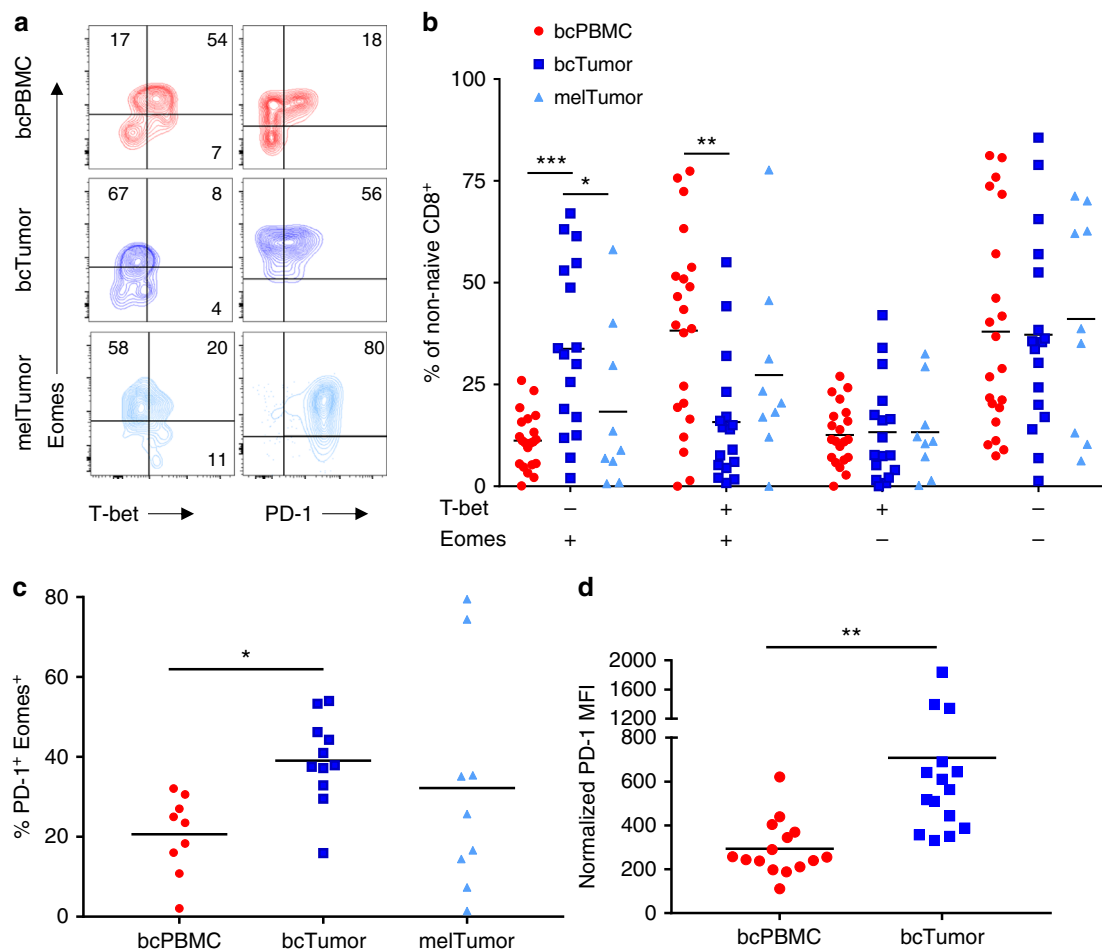 a
17 54 18
bcPBMC
7
67 8 56
bcTumor
4
58 20 80
melTumor
11
Eomes
T-bet PD-1
b
bcPBMC
bcTumor
melTumor
100
75
50
25
0
% of non-naive CD8⁺
*** * **
T-bet − + + −
Eomes + + − −
c
80
60
40
20
0
% PD-1⁺ Eomes⁺
*
bcPBMC bcTumor melTumor
d
**
2000
1600
1200
800
600
400
200
0
Normalized PD-1 MFI
bcPBMC bcTumor